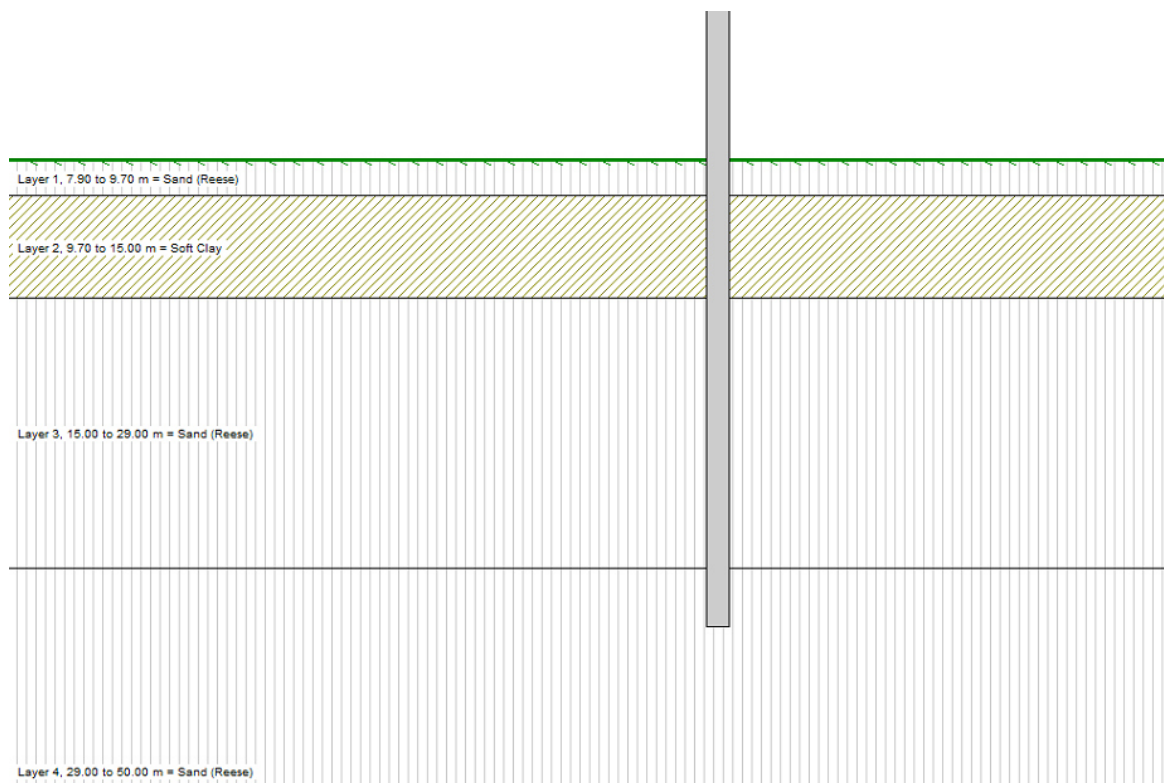 Layer 1, 7.90 to 9.70 m = Sand (Reese)
Layer 2, 9.70 to 15.00 m = Soft Clay
Layer 3, 15.00 to 29.00 m = Sand (Reese)
Layer 4, 29.00 to 50.00 m = Sand (Reese)